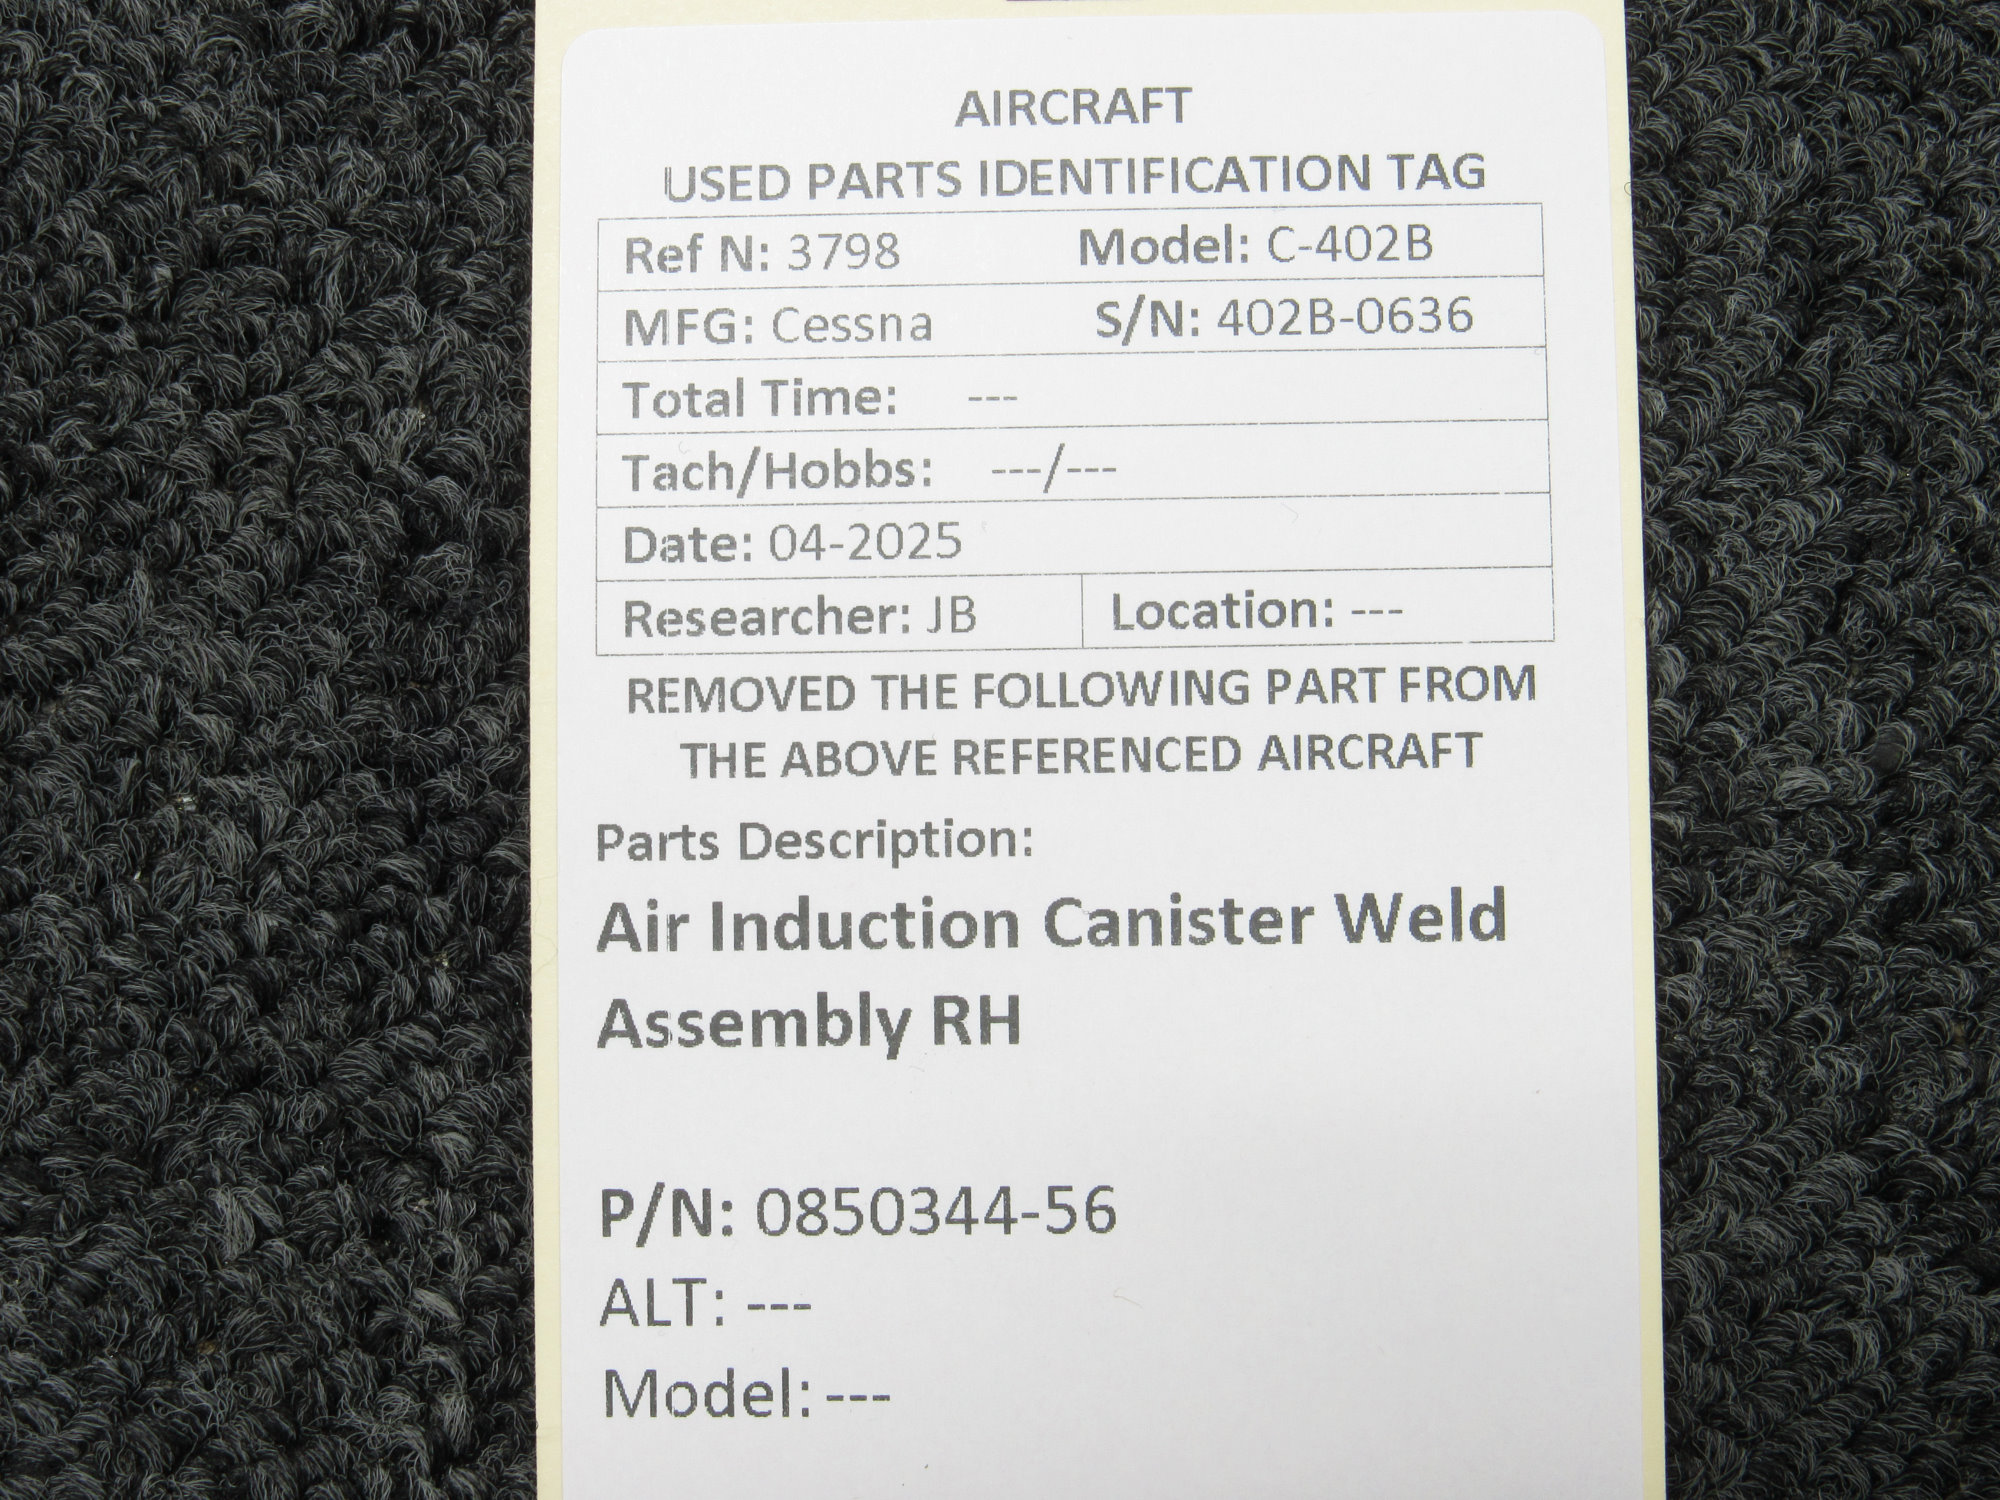 AIRCRAFT
USED PARTS IDENTIFICATION TAG
Ref N: 3798 Model: C-402B
MFG: Cessna S/N: 402B-0636
Total Time: ---
Tach/Hobbs: ---/---
Date: 04-2025
Researcher: JB Location: ---
REMOVED THE FOLLOWING PART FROM
THE ABOVE REFERENCED AIRCRAFT
Parts Description:
Air Induction Canister Weld
Assembly RH
P/N: 0850344-56
ALT: ---
Model: ---